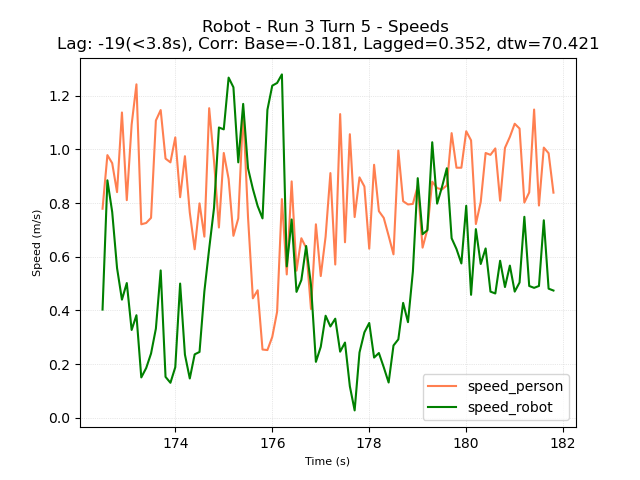 Robot - Run 3 Turn 5 - Speeds
Lag: -19(<3.8s), Corr: Base=-0.181, Lagged=0.352, dtw=70.421
1.2
1.0
0.8
0.6
0.4
0.2
0.0
Speed (m/s)
speed_person
speed_robot
174
176
178
180
182
Time (s)